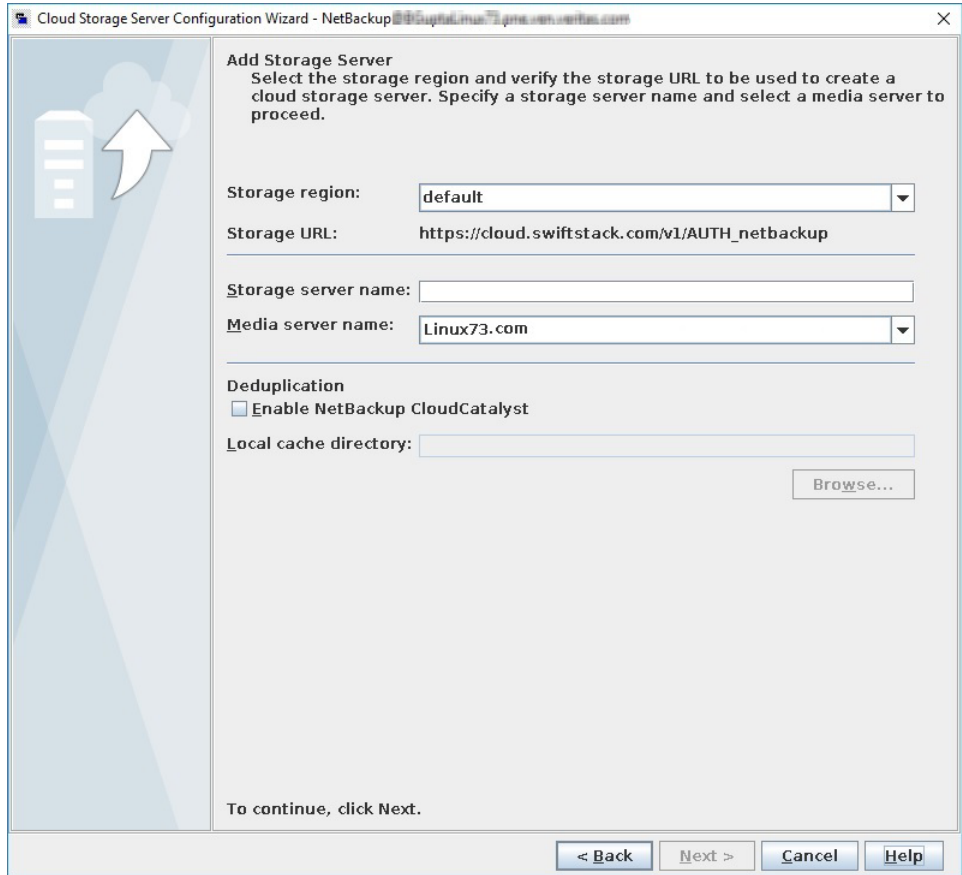 Cloud Storage Server Configuration Wizard - NetBackup
Add Storage Server
Select the storage region and verify the storage URL to be used to create a
cloud storage server. Specify a storage server name and select a media server to
proceed.
Storage region: default
Storage URL: https://cloud.swiftstack.com/v1/AUTH_netbackup
Storage server name:
Media server name: Linux73.com
Deduplication
Enable NetBackup CloudCatalyst
Local cache directory:
Browse...
To continue, click Next.
< Back Next > Cancel Help